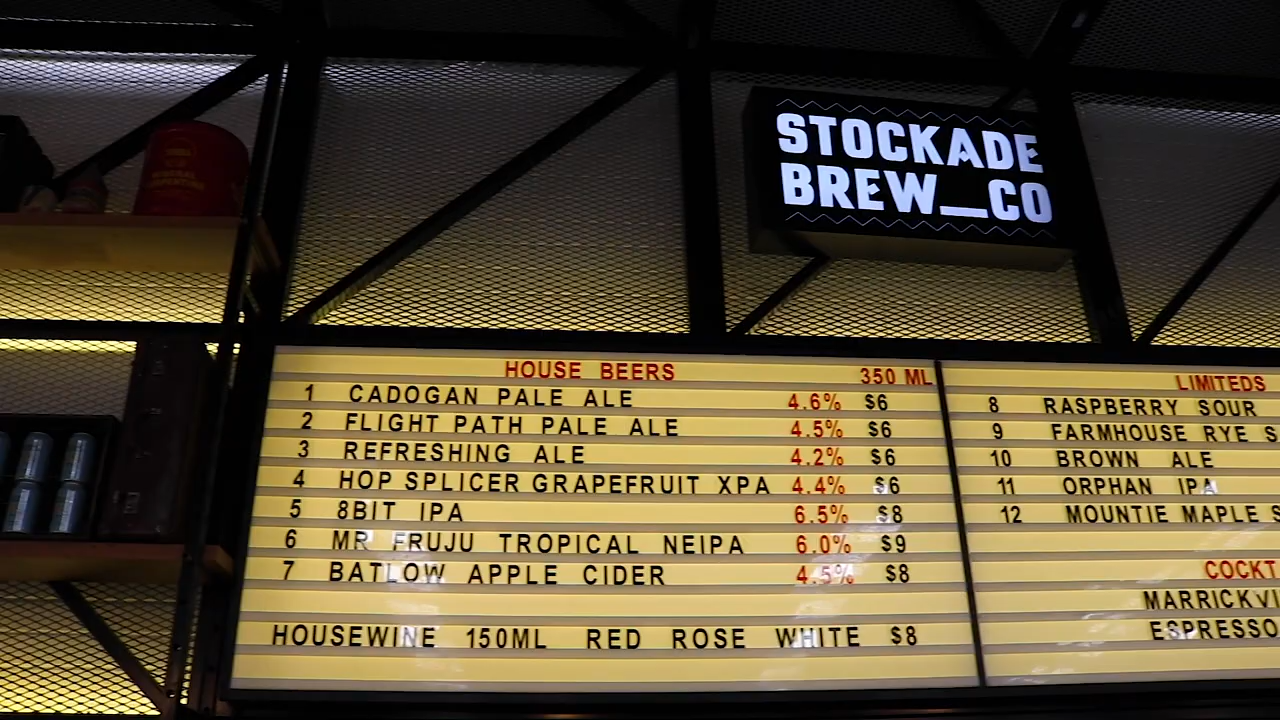 STOCKADE
BREW__CO
HOUSE BEERS 350 ML
1 CADOGAN PALE ALE 4.6% $6
2 FLIGHT PATH PALE ALE 4.5% $6
3 REFRESHING ALE 4.2% $6
4 HOP SPLICER GRAPEFRUIT XPA 4.4% $6
5 8BIT IPA 6.5% $8
6 MR FRUJU TROPICAL NEIPA 6.0% $9
7 BATLOW APPLE CIDER 4.5% $8
HOUSEWINE 150ML RED ROSE WHITE $8
LIMITEDS
8 RASPBERRY SOUR
9 FARMHOUSE RYE S
10 BROWN ALE
11 ORPHAN IPA
12 MOUNTIE MAPLE S
COCKT
MARRICKVI
ESPRESSO